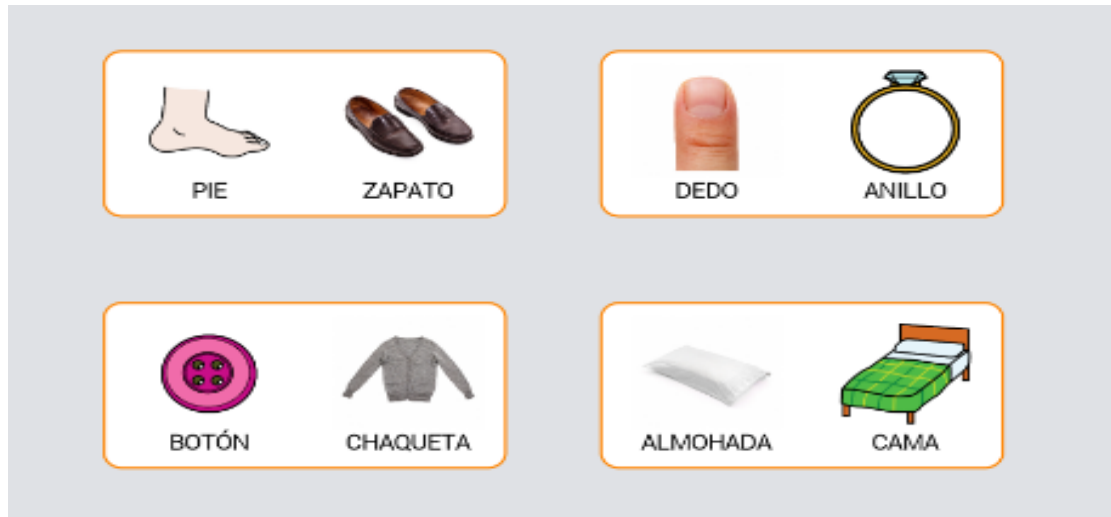 PIE ZAPATO
DEDO ANILLO
BOTÓN CHAQUETA
ALMOHADA CAMA